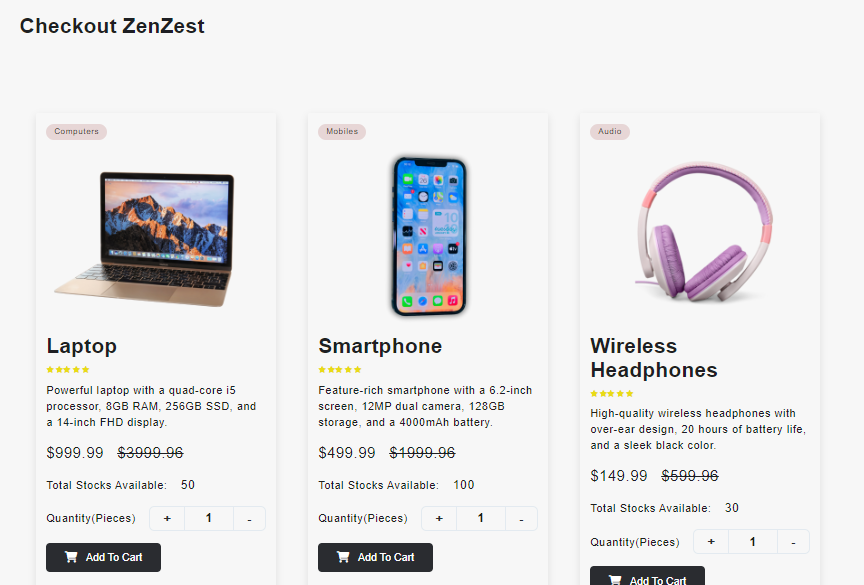 Checkout ZenZest
Computers
Laptop
Powerful laptop with a quad-core i5
processor, 8GB RAM, 256GB SSD, and
a 14-inch FHD display.
$999.99 $3999.96
Total Stocks Available: 50
Quantity(Pieces) + 1 -
Add To Cart
Mobiles
Smartphone
Feature-rich smartphone with a 6.2-inch
screen, 12MP dual camera, 128GB
storage, and a 4000mAh battery.
$499.99 $1999.96
Total Stocks Available: 100
Quantity(Pieces) + 1 -
Add To Cart
Audio
Wireless
Headphones
High-quality wireless headphones with
over-ear design, 20 hours of battery life,
and a sleek black color.
$149.99 $599.96
Total Stocks Available: 30
Quantity(Pieces) + 1 -
Add To Cart